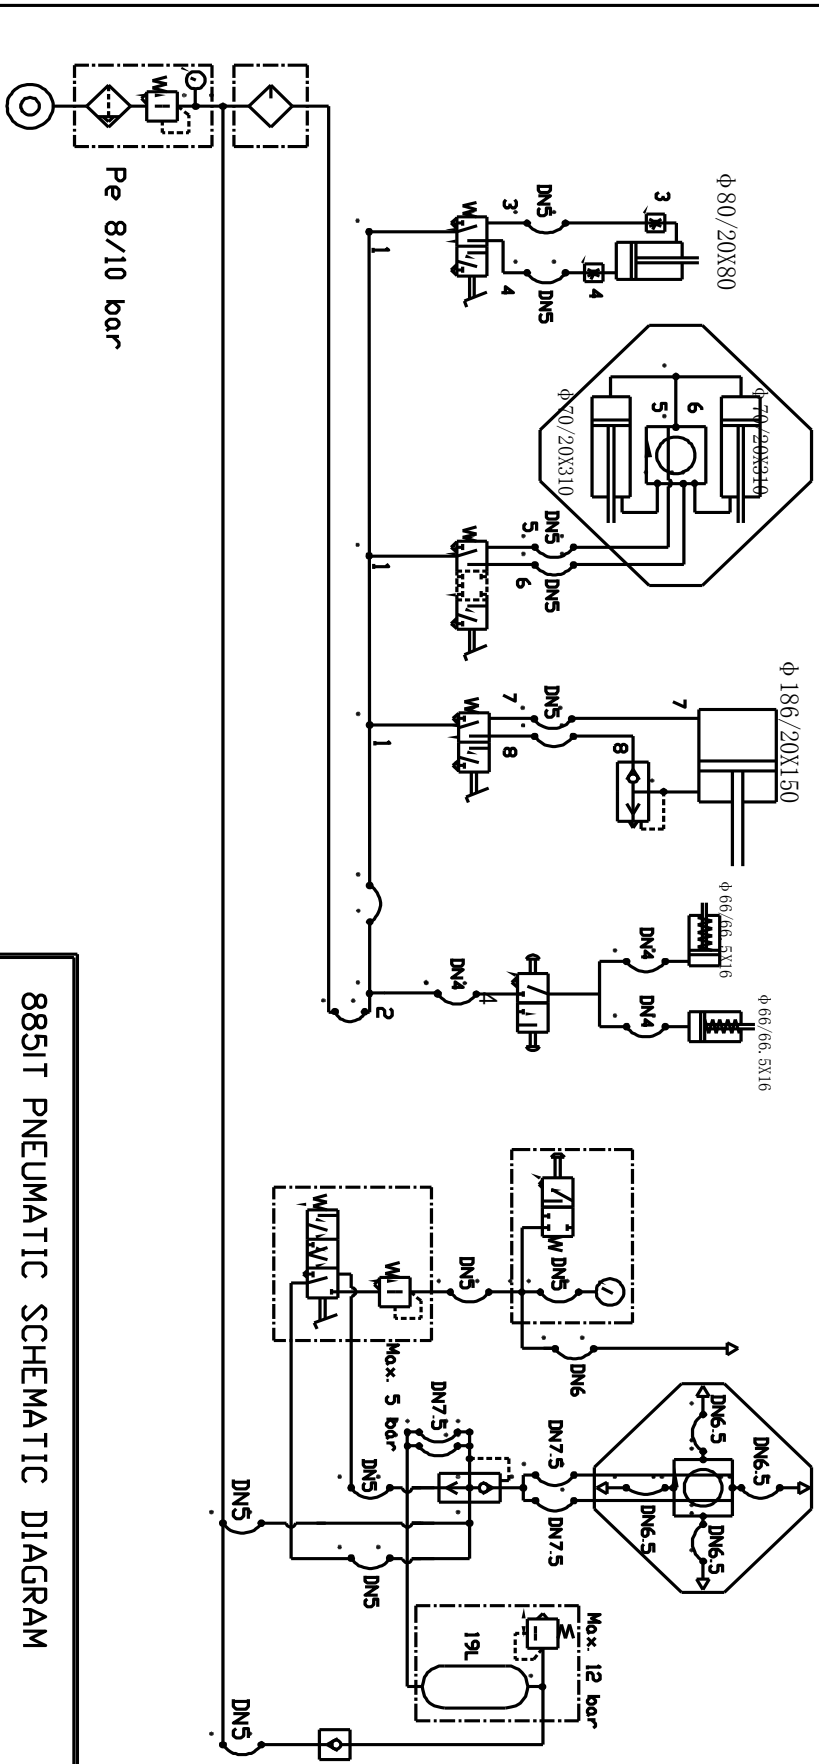 885IT PNEUMATIC SCHEMATIC DIAGRAM
Pe 8/10 bar
W
W
3
DN5
3
ϕ80/20X80
4
DN5
4
1
ϕ70/20X310
5
6
ϕ70/20X310
W
5
DN5
6
DN5
1
W
7
DN5
8
7
8
ϕ186/20X150
1
2
DN4
4
DN4
DN4
ϕ66/66.5X16
ϕ66/66.5X16
W
W
Max. 5 bar
DN5
W
DN5
DN6
DN7.5
DN5
DN5
DN5
DN7.5
DN7.5
DN6.5
DN6.5
DN6.5
DN6.5
Max. 12 bar
W
19L
DN5